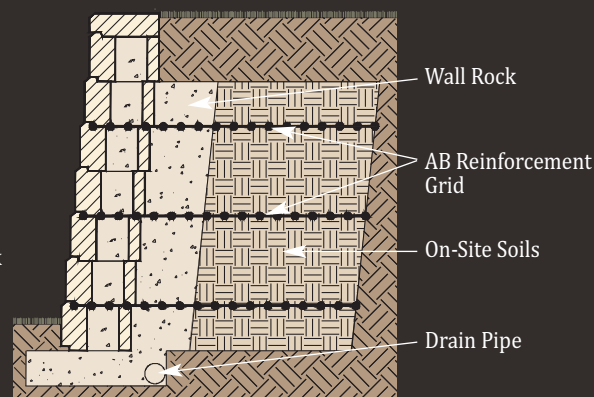 Wall Rock
AB Reinforcement
Grid
On-Site Soils
Drain Pipe